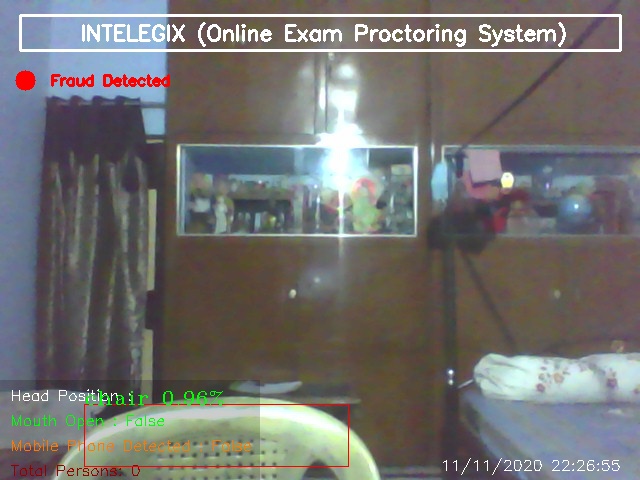 INTELEGIX (Online Exam Proctoring System)
Fraud Detected
Head Position :
chair 0.96%
Mouth Open : False
Mobile Phone Detected: False
Total Persons: 0
11/11/2020 22:26:55